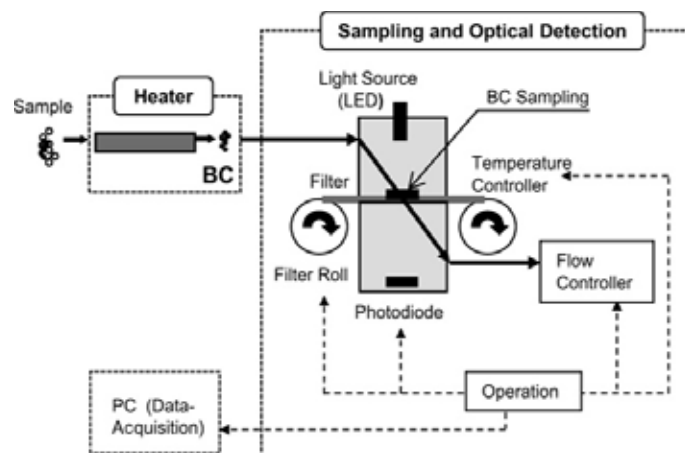 Sampling and Optical Detection
Heater
Sample
BC
Light Source
(LED)
BC Sampling
Filter
Temperature
Controller
Filter Roll
Photodiode
Flow
Controller
Operation
PC (Data-
Acquisition)